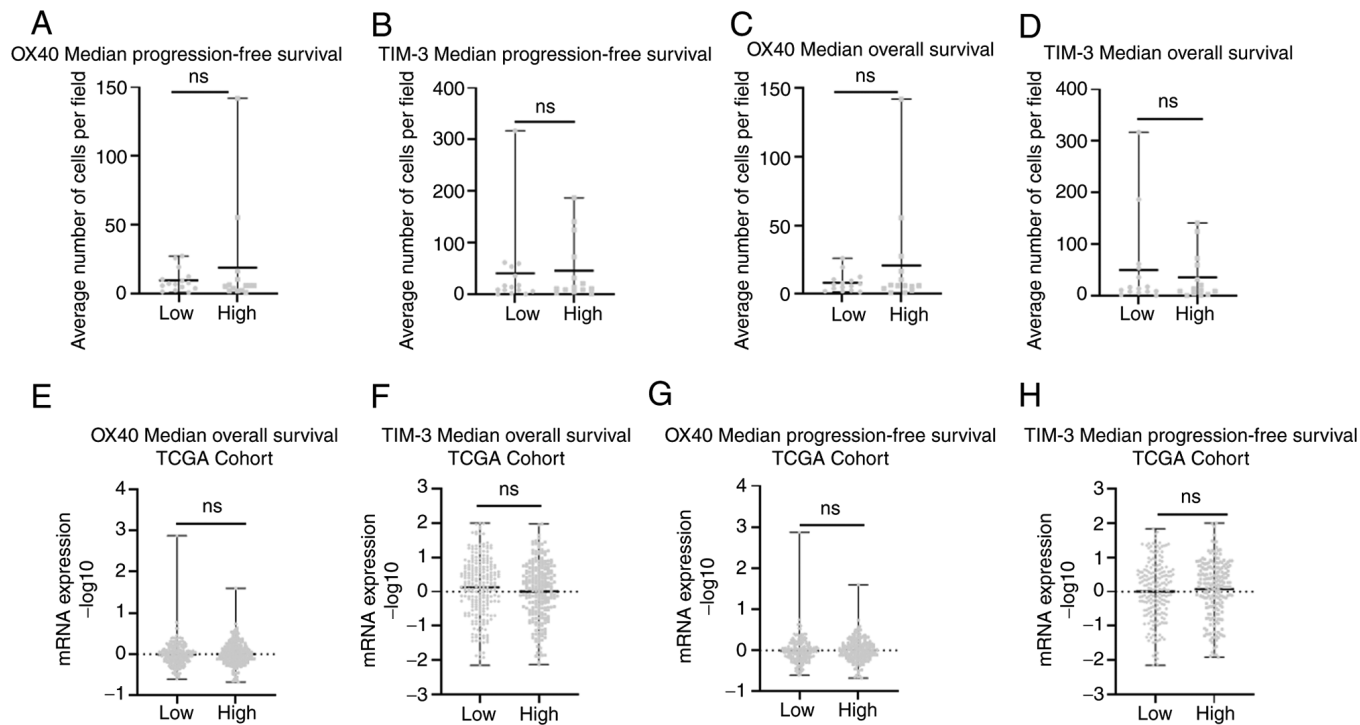 A
OX40 Median progression-free survival
Average number of cells per field
150
100
50
0
ns
Low
High
B
TIM-3 Median progression-free survival
Average number of cells per field
400
300
200
100
0
ns
Low
High
C
OX40 Median overall survival
Average number of cells per field
150
100
50
0
ns
Low
High
D
TIM-3 Median overall survival
Average number of cells per field
400
300
200
100
0
ns
Low
High
E
OX40 Median overall survival
TCGA Cohort
mRNA expression
–log10
4
3
2
1
0
–1
ns
Low
High
F
TIM-3 Median overall survival
TCGA Cohort
mRNA expression
–log10
3
2
1
0
–1
–2
–3
ns
Low
High
G
OX40 Median progression-free survival
TCGA Cohort
mRNA expression
–log10
4
3
2
1
0
–1
ns
Low
High
H
TIM-3 Median progression-free survival
TCGA Cohort
mRNA expression
–log10
3
2
1
0
–1
–2
–3
ns
Low
High